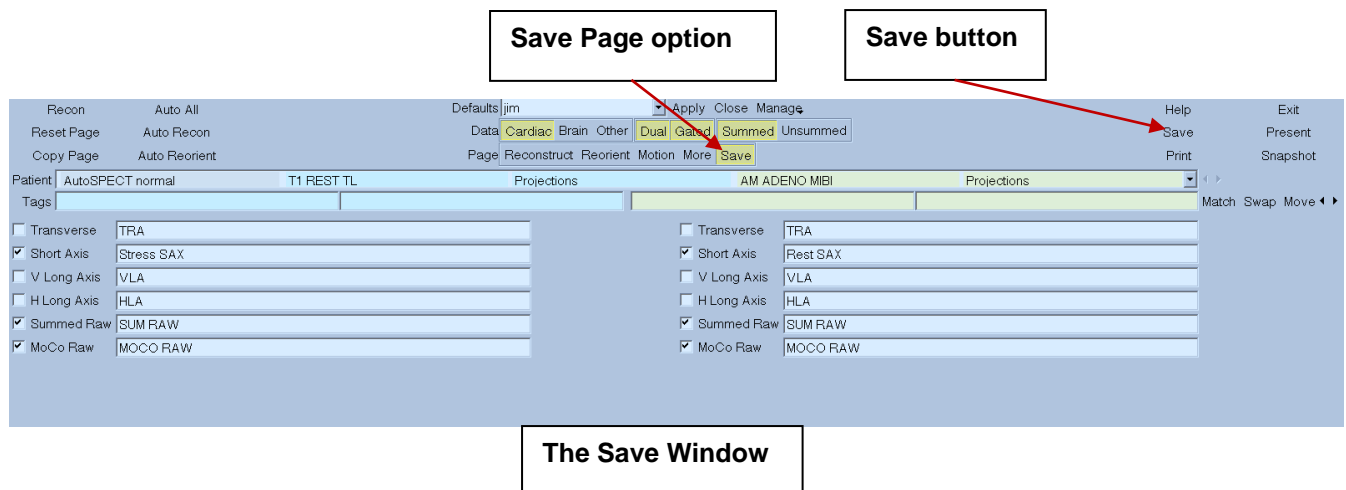 Save Page option
Save button
Recon Auto All Defaults jim Apply Close Manage Help Exit
Reset Page Auto Recon Data Cardiac Brain Other Dual Gated Summed Unsummed Save Present
Copy Page Auto Reorient Page Reconstruct Reorient Motion More Save Print Snapshot
Patient AutoSPECT normal T1 REST TL Projections AM ADENO MIBI Projections
Tags Match Swap Move
Transverse TRA Transverse TRA
Short Axis Stress SAX Short Axis Rest SAX
V Long Axis VLA V Long Axis VLA
H Long Axis HLA H Long Axis HLA
Summed Raw SUM RAW Summed Raw SUM RAW
MoCo Raw MOCO RAW MoCo Raw MOCO RAW
The Save Window